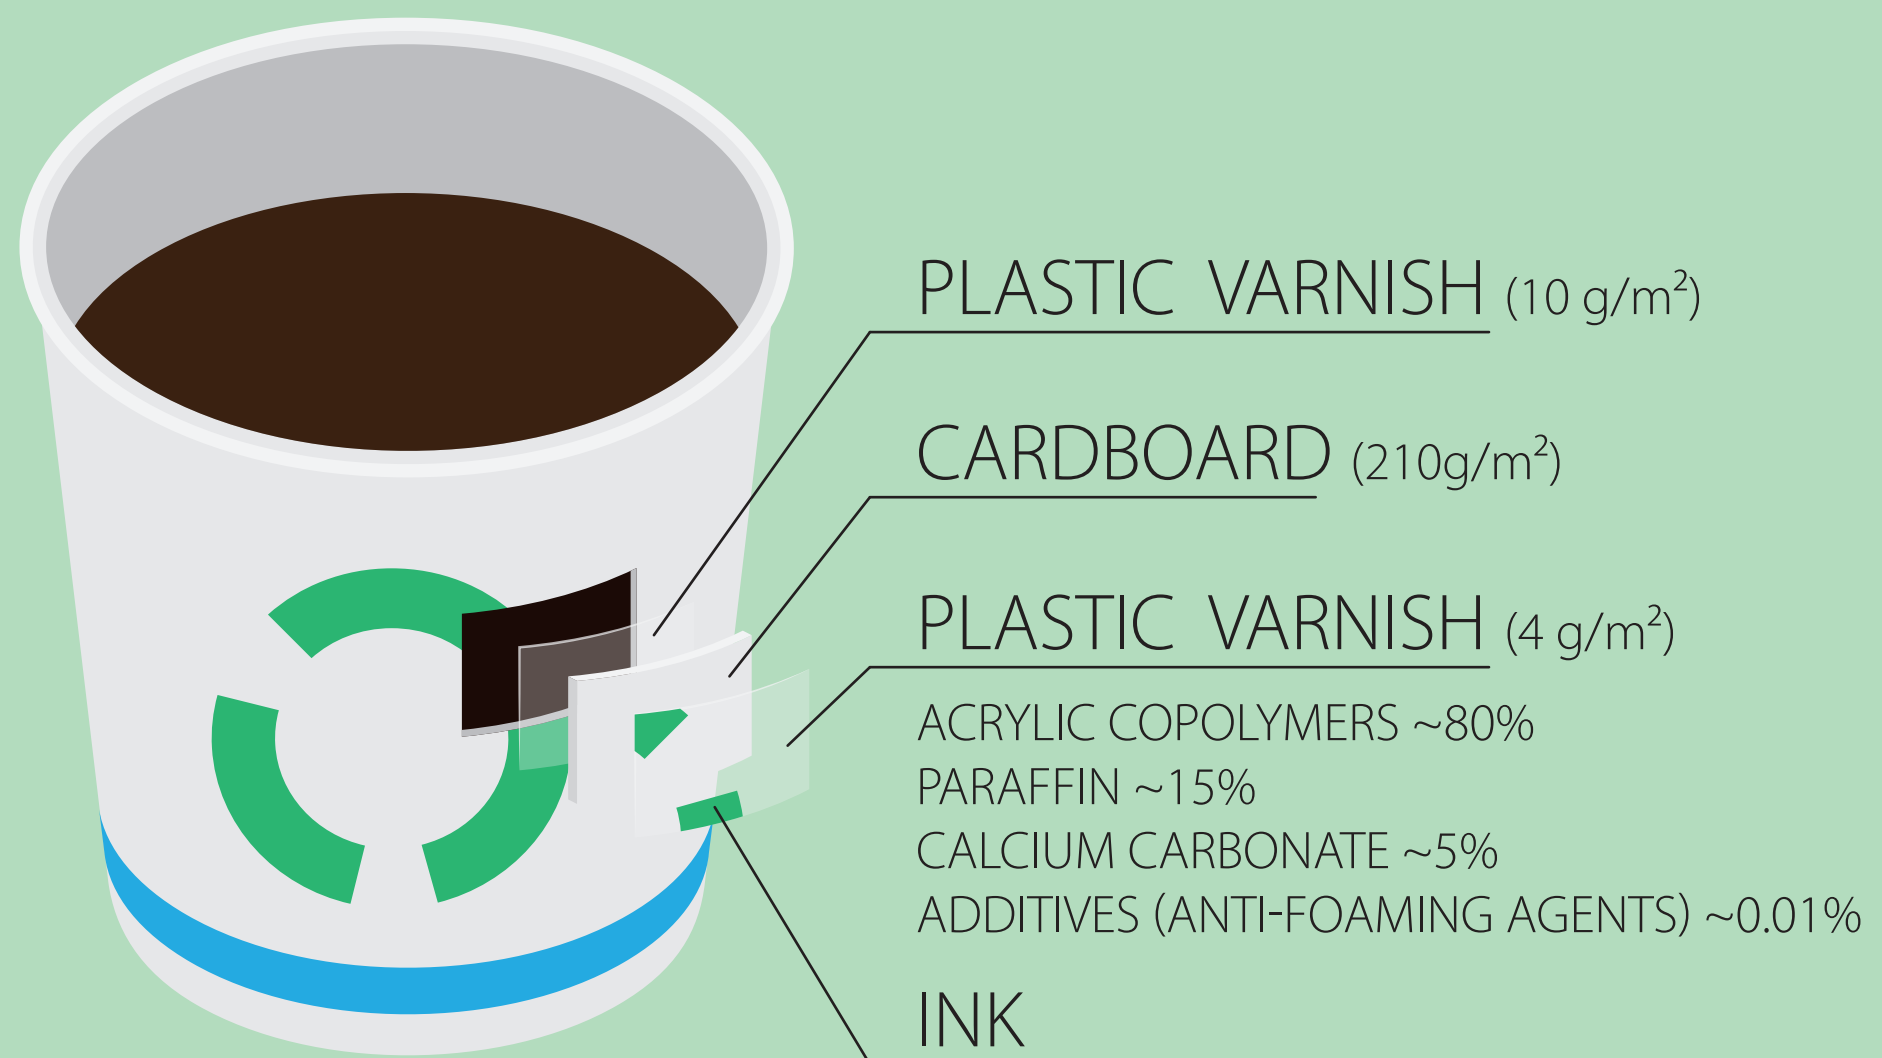 PLASTIC VARNISH (10 g/m²)
CARDBOARD (210g/m²)
PLASTIC VARNISH (4 g/m²)
ACRYLIC COPOLYMERS ~80%
PARAFFIN ~15%
CALCIUM CARBONATE ~5%
ADDITIVES (ANTI-FOAMING AGENTS) ~0.01%
INK